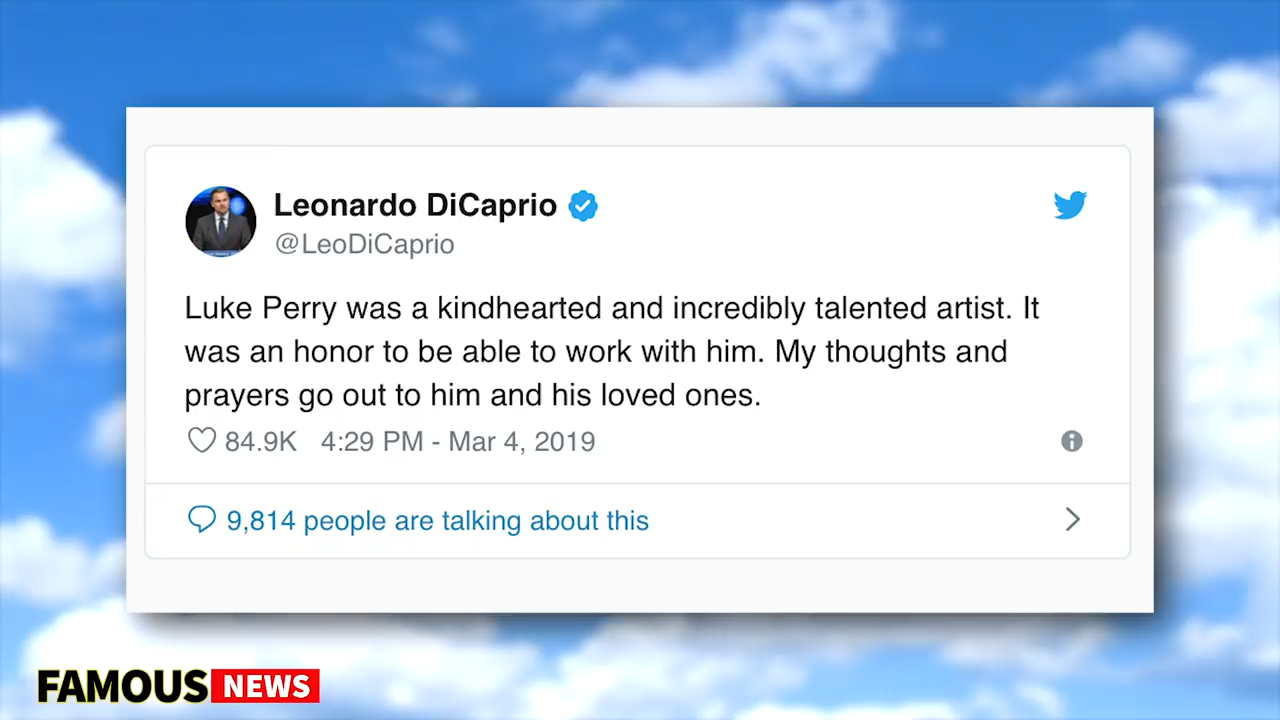 Leonardo DiCaprio
@LeoDiCaprio
Luke Perry was a kindhearted and incredibly talented artist. It
was an honor to be able to work with him. My thoughts and
prayers go out to him and his loved ones.
84.9K 4:29 PM - Mar 4, 2019
9,814 people are talking about this
FAMOUS NEWS